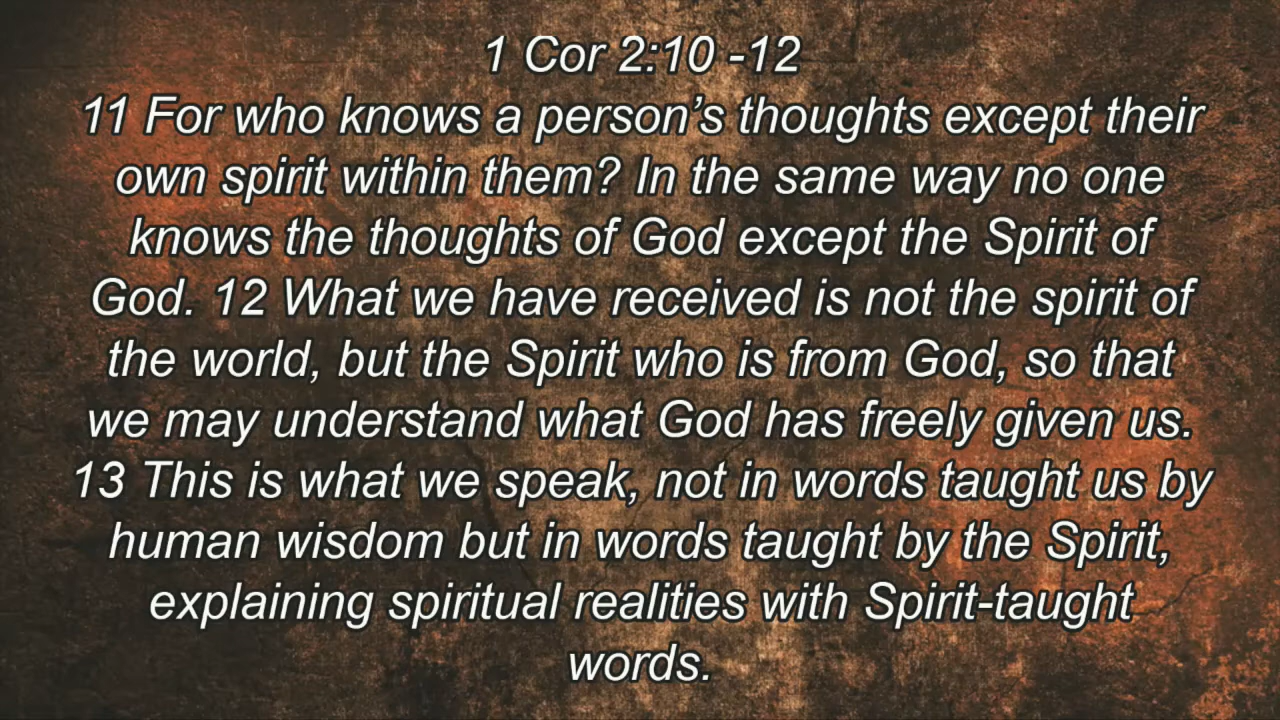 1 Cor 2:10 -12
11 For who knows a person’s thoughts except their
own spirit within them? In the same way no one
knows the thoughts of God except the Spirit of
God. 12 What we have received is not the spirit of
the world, but the Spirit who is from God, so that
we may understand what God has freely given us.
13 This is what we speak, not in words taught us by
human wisdom but in words taught by the Spirit,
explaining spiritual realities with Spirit-taught
words.